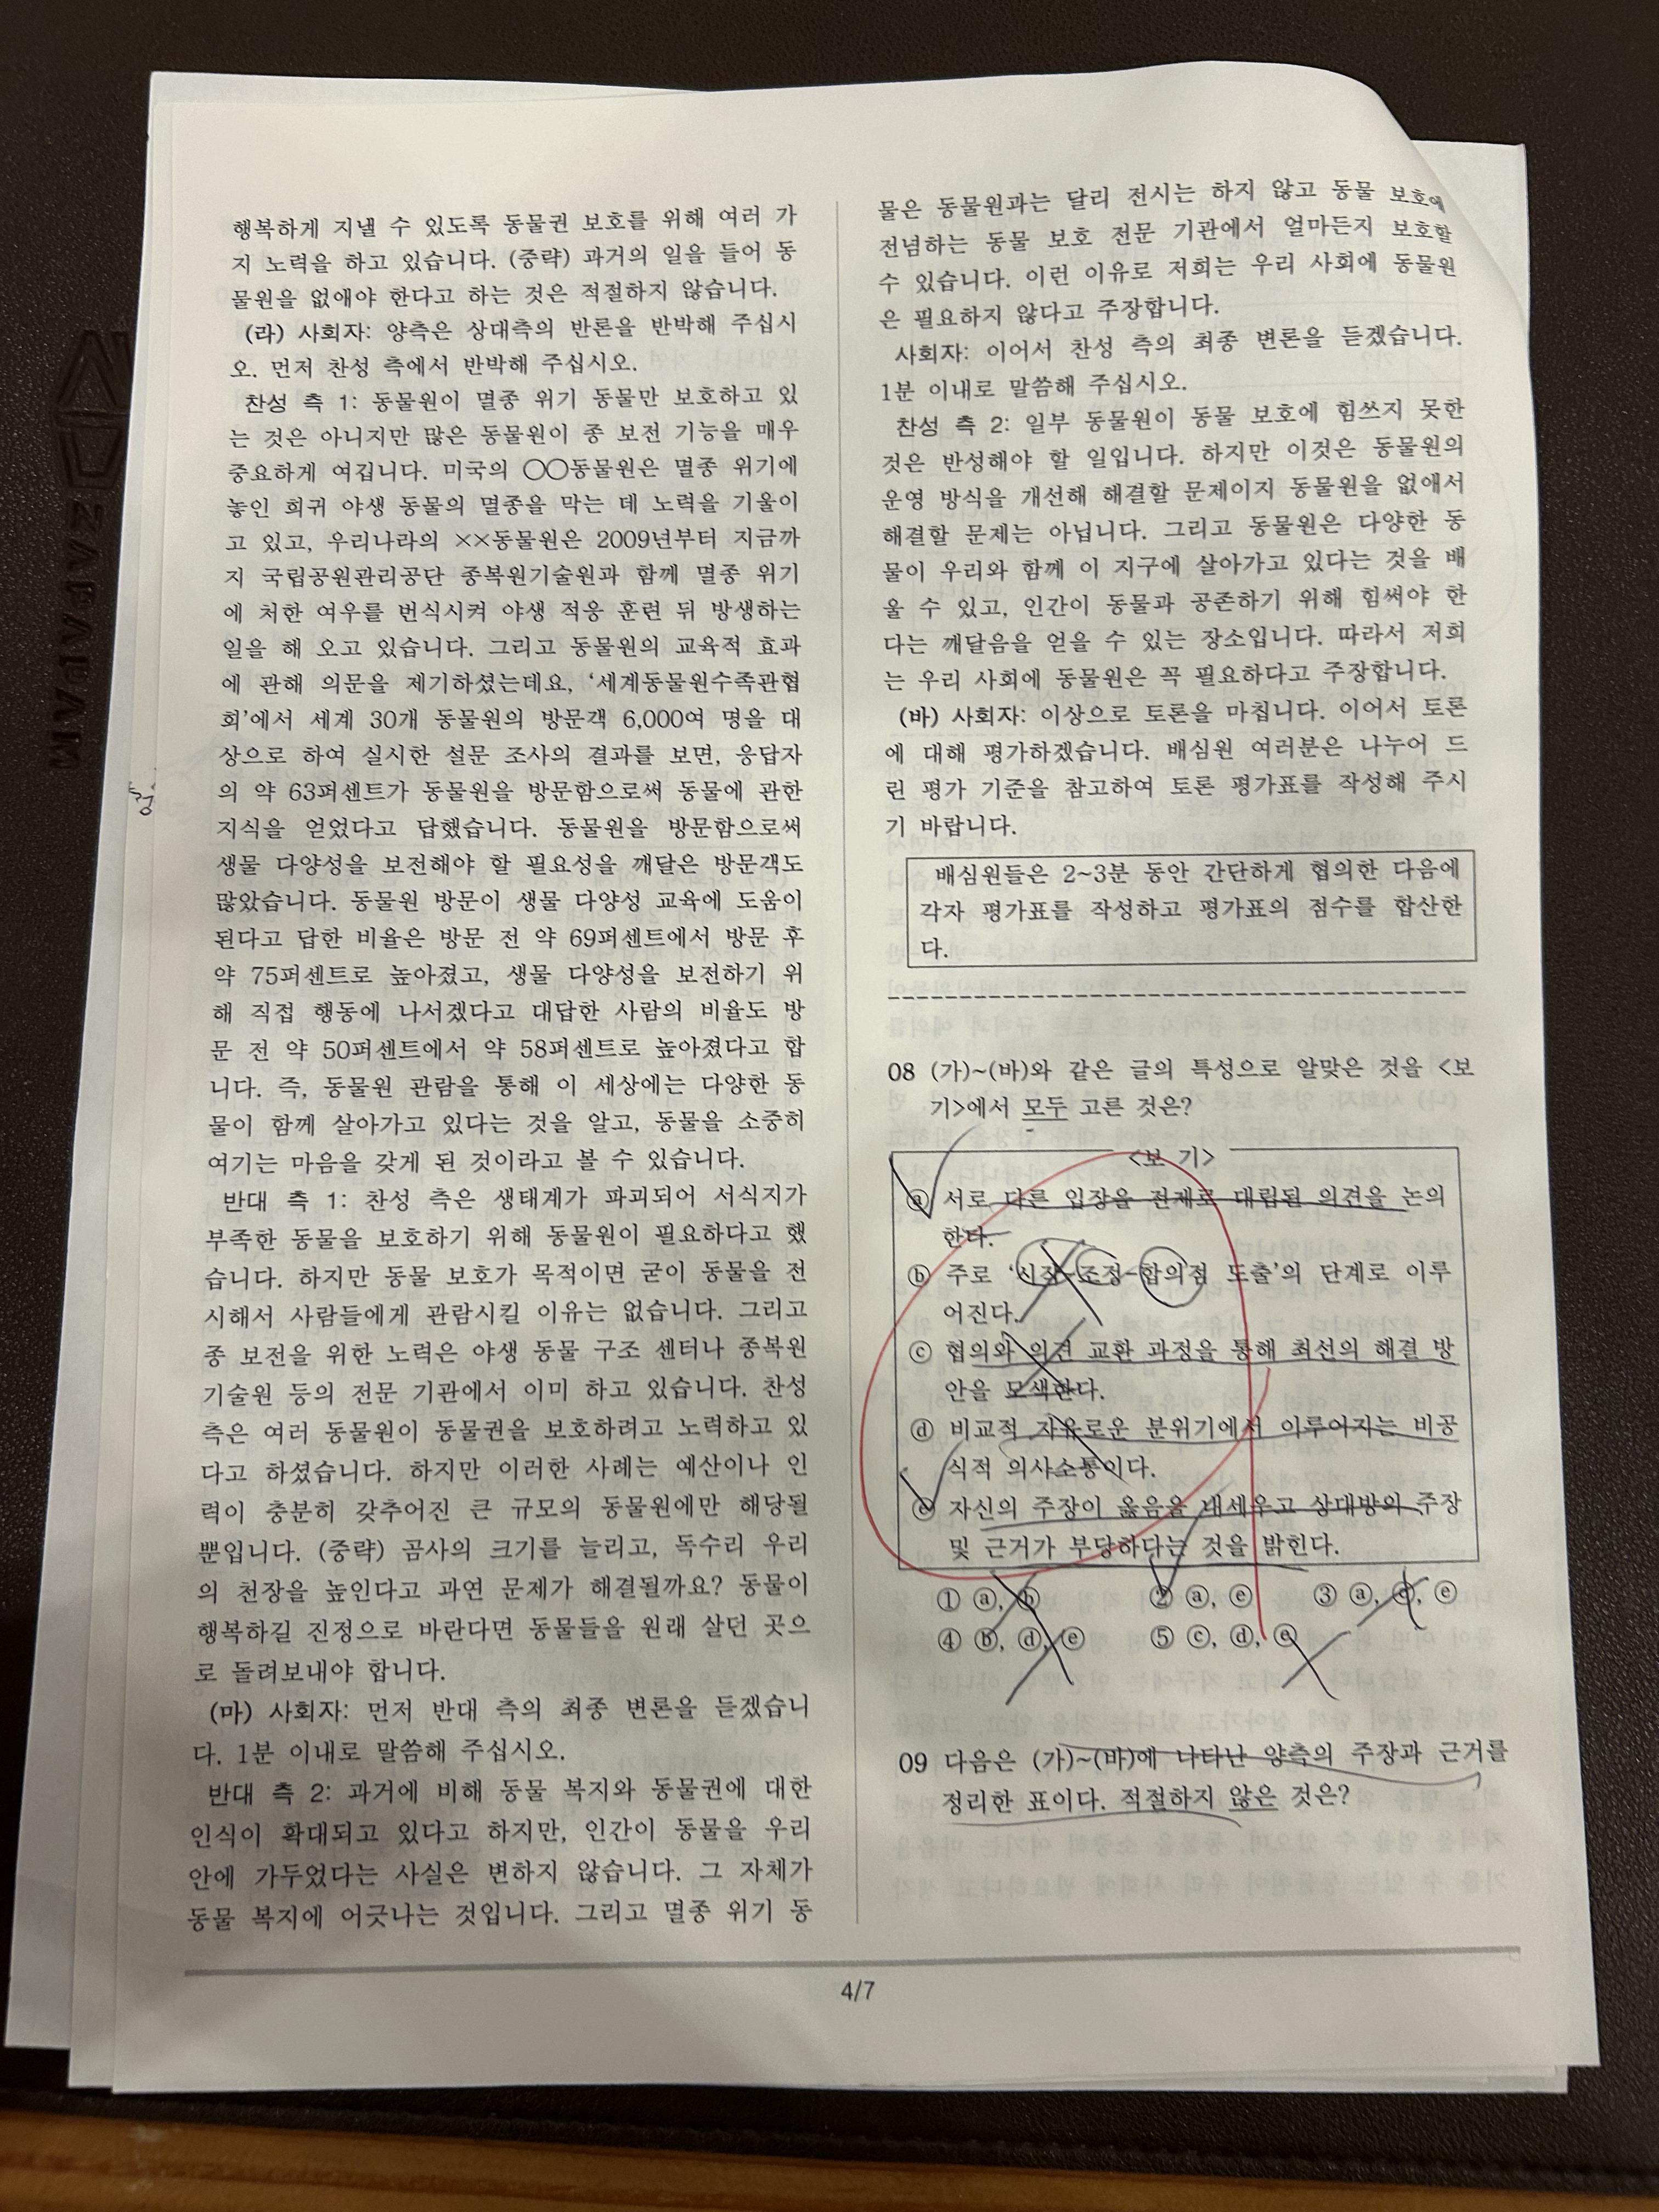 행복하게 지낼 수 있도록 동물권 보호를 위해 여러 가
지 노력을 하고 있습니다. (중략) 과거의 일을 들어 동
물원을 없애야 한다고 하는 것은 적절하지 않습니다.
(라) 사회자: 양측은 상대측의 반론을 반박해 주십시
오. 먼저 찬성 측에서 반박해 주십시오.
찬성 측 1: 동물원이 멸종 위기 동물만 보호하고 있
는 것은 아니지만 많은 동물원이 종 보전 기능을 매우
중요하게 여깁니다. 미국의 ○○동물원은 멸종 위기에
놓인 희귀 야생 동물의 멸종을 막는 데 노력을 기울이
고 있고, 우리나라의 ××동물원은 2009년부터 지금까
지 국립공원관리공단 종복원기술원과 함께 멸종 위기
에 처한 여우를 번식시켜 야생 적응 훈련 뒤 방생하는
일을 해 오고 있습니다. 그리고 동물원의 교육적 효과
에 관해 의문을 제기하셨는데요, ‘세계동물원수족관협
회’에서 세계 30개 동물원의 방문객 6,000여 명을 대
상으로 하여 실시한 설문 조사의 결과를 보면, 응답자
의 약 63퍼센트가 동물원을 방문함으로써 동물에 관한
지식을 얻었다고 답했습니다. 동물원을 방문함으로써
생물 다양성을 보전해야 할 필요성을 깨달은 방문객도
많았습니다. 동물원 방문이 생물 다양성 교육에 도움이
된다고 답한 비율은 방문 전 약 69퍼센트에서 방문 후
약 75퍼센트로 높아졌고, 생물 다양성을 보전하기 위
해 직접 행동에 나서겠다고 대답한 사람의 비율도 방
문 전 약 50퍼센트에서 약 58퍼센트로 높아졌다고 합
니다. 즉, 동물원 관람을 통해 이 세상에는 다양한 동
물이 함께 살아가고 있다는 것을 알고, 동물을 소중히
여기는 마음을 갖게 된 것이라고 볼 수 있습니다.
반대 측 1: 찬성 측은 생태계가 파괴되어 서식지가
부족한 동물을 보호하기 위해 동물원이 필요하다고 했
습니다. 하지만 동물 보호가 목적이면 굳이 동물을 전
시해서 사람들에게 관람시킬 이유는 없습니다. 그리고
종 보전을 위한 노력은 야생 동물 구조 센터나 종복원
기술원 등의 전문 기관에서 이미 하고 있습니다. 찬성
측은 여러 동물원이 동물권을 보호하려고 노력하고 있
다고 하셨습니다. 하지만 이러한 사례는 예산이나 인
력이 충분히 갖추어진 큰 규모의 동물원에만 해당될
뿐입니다. (중략) 곰사의 크기를 늘리고, 독수리 우리
의 천장을 높인다고 과연 문제가 해결될까요? 동물이
행복하길 진정으로 바란다면 동물들을 원래 살던 곳으
로 돌려보내야 합니다.
(마) 사회자: 먼저 반대 측의 최종 변론을 듣겠습니
다. 1분 이내로 말씀해 주십시오.
반대 측 2: 과거에 비해 동물 복지와 동물권에 대한
인식이 확대되고 있다고 하지만, 인간이 동물을 우리
안에 가두었다는 사실은 변하지 않습니다. 그 자체가
동물 복지에 어긋나는 것입니다. 그리고 멸종 위기 동
물은 동물원과는 달리 전시는 하지 않고 동물 보호에
전념하는 동물 보호 전문 기관에서 얼마든지 보호할
수 있습니다. 이런 이유로 저희는 우리 사회에 동물원
은 필요하지 않다고 주장합니다.
사회자: 이어서 찬성 측의 최종 변론을 듣겠습니다.
1분 이내로 말씀해 주십시오.
찬성 측 2: 일부 동물원이 동물 보호에 힘쓰지 못한
것은 반성해야 할 일입니다. 하지만 이것은 동물원의
운영 방식을 개선해 해결할 문제이지 동물원을 없애서
해결할 문제는 아닙니다. 그리고 동물원은 다양한 동
물이 우리와 함께 이 지구에 살아가고 있다는 것을 배
울 수 있고, 인간이 동물과 공존하기 위해 힘써야 한
다는 깨달음을 얻을 수 있는 장소입니다. 따라서 저희
는 우리 사회에 동물원은 꼭 필요하다고 주장합니다.
(바) 사회자: 이상으로 토론을 마칩니다. 이어서 토론
에 대해 평가하겠습니다. 배심원 여러분은 나누어 드
린 평가 기준을 참고하여 토론 평가표를 작성해 주시
기 바랍니다.
배심원들은 2~3분 동안 간단하게 협의한 다음에
각자 평가표를 작성하고 평가표의 점수를 합산한
다.
08 (가)~(바)와 같은 글의 특성으로 알맞은 것을 <보
기>에서 모두 고른 것은?
<보 기>
ⓐ 서로 다른 입장을 전제로 대립된 의견을 논의
한다.
ⓑ 주로 ‘시작-조정-합의점 도출’의 단계로 이루
어진다.
ⓒ 협의와 의견 교환 과정을 통해 최선의 해결 방
안을 모색한다.
ⓓ 비교적 자유로운 분위기에서 이루어지는 비공
식적 의사소통이다.
ⓔ 자신의 주장이 옳음을 내세우고 상대방의 주장
및 근거가 부당하다는 것을 밝힌다.
① ⓐ, ⓑ ② ⓐ, ⓔ ③ ⓐ, ⓒ, ⓔ
④ ⓑ, ⓓ, ⓔ ⑤ ⓒ, ⓓ, ⓔ
09 다음은 (가)~(바)에 나타난 양측의 주장과 근거를
정리한 표이다. 적절하지 않은 것은?
4/7